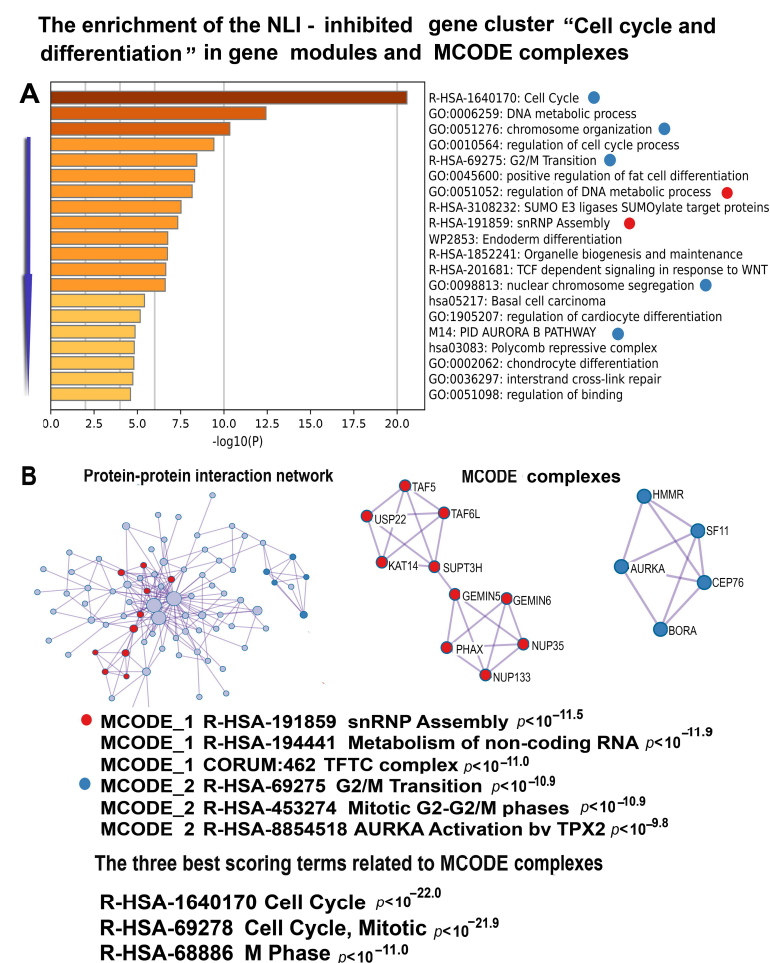 The enrichment of the NLI - inhibited gene cluster “Cell cycle and
differentiation” in gene modules and MCODE complexes
A
R-HSA-1640170: Cell Cycle
GO:0006259: DNA metabolic process
GO:0051276: chromosome organization
GO:0010564: regulation of cell cycle process
R-HSA-69275: G2/M Transition
GO:0045600: positive regulation of fat cell differentiation
GO:0051052: regulation of DNA metabolic process
R-HSA-3108232: SUMO E3 ligases SUMOylate target proteins
R-HSA-191859: snRNP Assembly
WP2853: Endoderm differentiation
R-HSA-1852241: Organelle biogenesis and maintenance
R-HSA-201681: TCF dependent signaling in response to WNT
GO:0098813: nuclear chromosome segregation
hsa05217: Basal cell carcinoma
GO:1905207: regulation of cardiocyte differentiation
M14: PID AURORA B PATHWAY
hsa03083: Polycomb repressive complex
GO:0002062: chondrocyte differentiation
GO:0036297: interstrand cross-link repair
GO:0051098: regulation of binding
0.0 2.5 5.0 7.5 10.0 12.5 15.0 17.5 20.0
-log10(P)
B
Protein-protein interaction network
MCODE complexes
TAF5
USP22
TAF6L
KAT14
SUPT3H
GEMIN5
GEMIN6
PHAX
NUP35
NUP133
HMMR
SF11
AURKA
CEP76
BORA
MCODE_1 R-HSA-191859 snRNP Assembly p<10−11.5
MCODE_1 R-HSA-194441 Metabolism of non-coding RNA p<10−11.9
MCODE_1 CORUM:462 TFTC complex p<10−11.0
MCODE_2 R-HSA-69275 G2/M Transition p<10−10.9
MCODE_2 R-HSA-453274 Mitotic G2-G2/M phases p<10−10.9
MCODE 2 R-HSA-8854518 AURKA Activation by TPX2 p<10−9.8
The three best scoring terms related to MCODE complexes
R-HSA-1640170 Cell Cycle p<10−22.0
R-HSA-69278 Cell Cycle, Mitotic p<10−21.9
R-HSA-68886 M Phase p<10−11.0